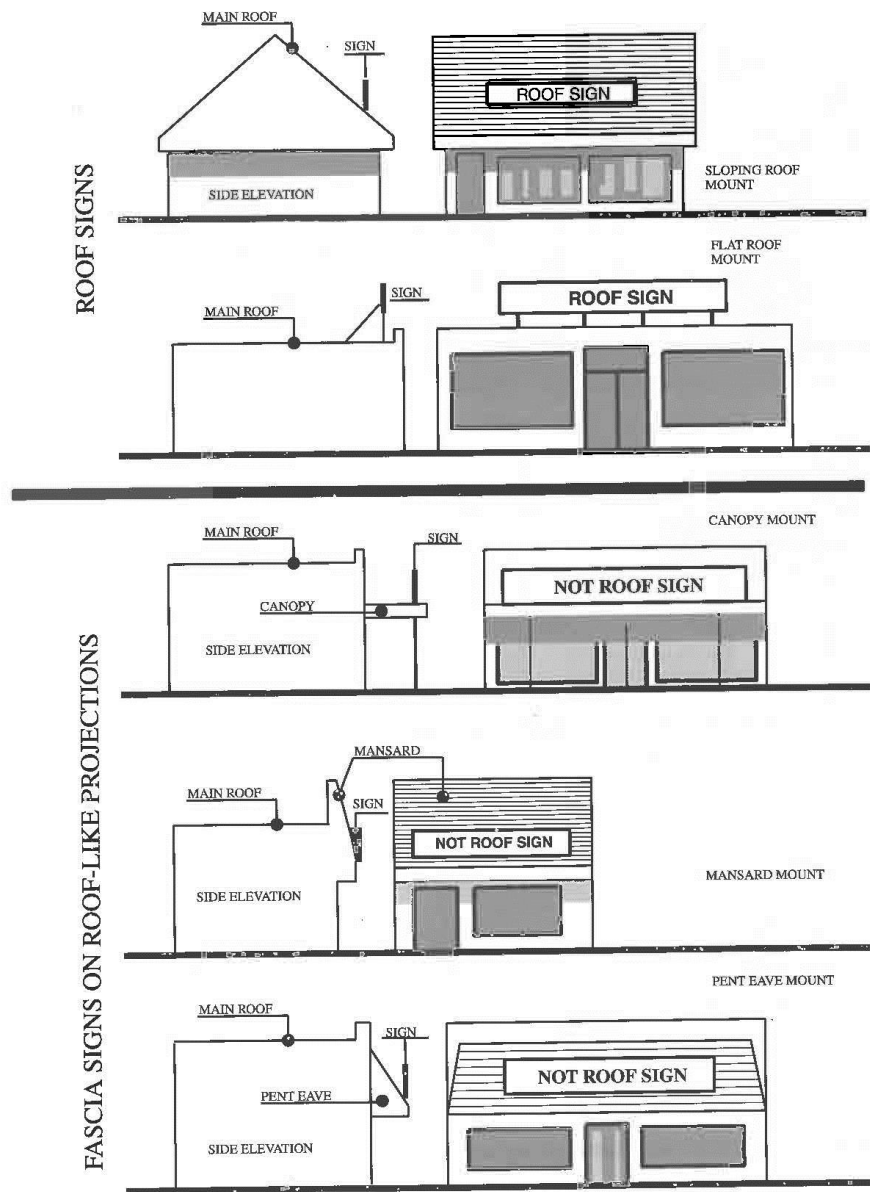 ROOF SIGNS
MAIN ROOF
SIGN
ROOF SIGN
SIDE ELEVATION
SLOPING ROOF
MOUNT
FLAT ROOF
MOUNT
MAIN ROOF
SIGN
ROOF SIGN
FASCIA SIGNS ON ROOF-LIKE PROJECTIONS
CANOPY MOUNT
MAIN ROOF
SIGN
NOT ROOF SIGN
CANOPY
SIDE ELEVATION
MANSARD
MAIN ROOF
SIGN
NOT ROOF SIGN
SIDE ELEVATION
MANSARD MOUNT
PENT EAVE MOUNT
MAIN ROOF
SIGN
NOT ROOF SIGN
PENT EAVE
SIDE ELEVATION